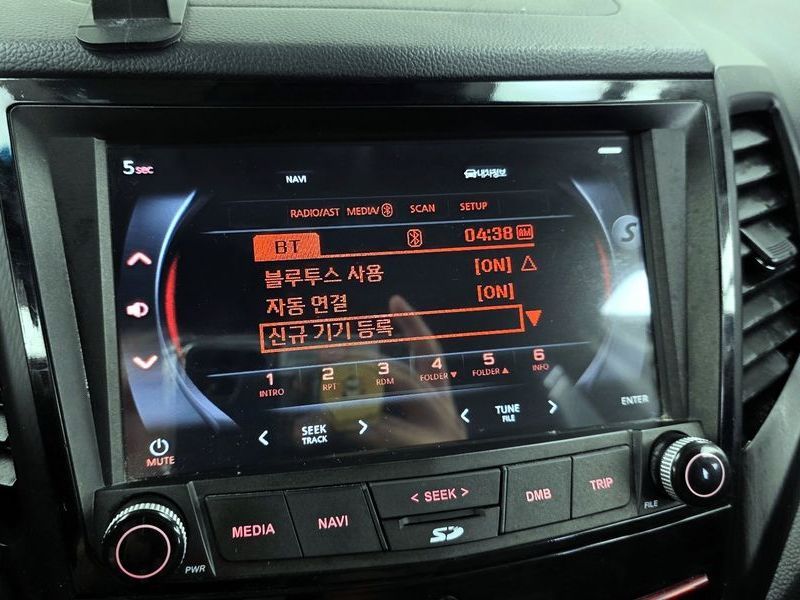 5sec
NAVI
내차정보
RADIO/AST MEDIA/ SCAN SETUP
BT 04:38 AM
블루투스 사용 [ON]
자동 연결 [ON]
신규 기기 등록
1 2 3 4 5 6
INTRO RPT RDM FOLDER▼ FOLDER▲ INFO
< SEEK TRACK > < TUNE FILE > ENTER
MUTE
S
MEDIA NAVI < SEEK > DMB TRIP
SD
PWR
FILE